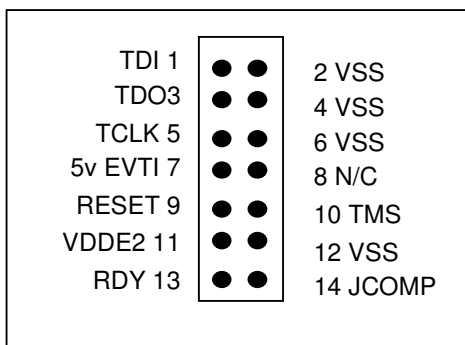 TDI 1
2 VSS
TDO3
4 VSS
TCLK 5
6 VSS
5v EVTI 7
8 N/C
RESET 9
10 TMS
VDDE2 11
12 VSS
RDY 13
14 JCOMP